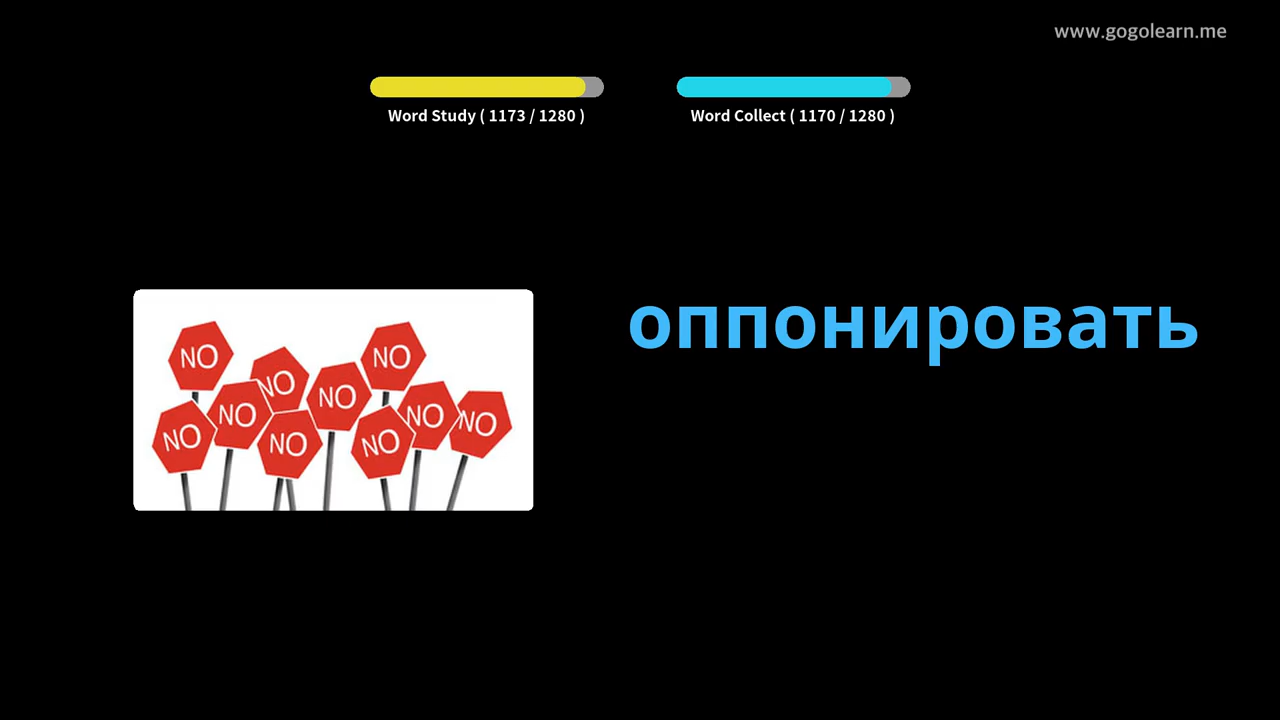 www.gogolearn.me
Word Study ( 1173 / 1280 )
Word Collect ( 1170 / 1280 )
оппонировать
NO
NO
NO
NO
NO
NO
NO
NO
NO
NO